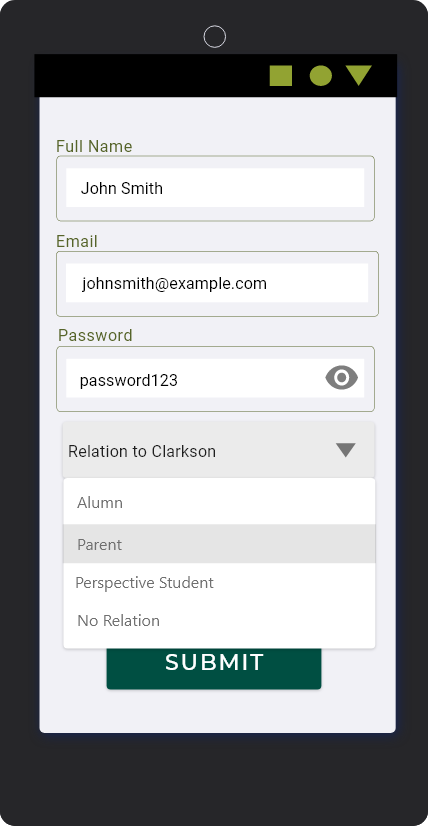 Full Name
John Smith
Email
johnsmith@example.com
Password
password123
Relation to Clarkson
Alumn
Parent
Perspective Student
No Relation
SUBMIT